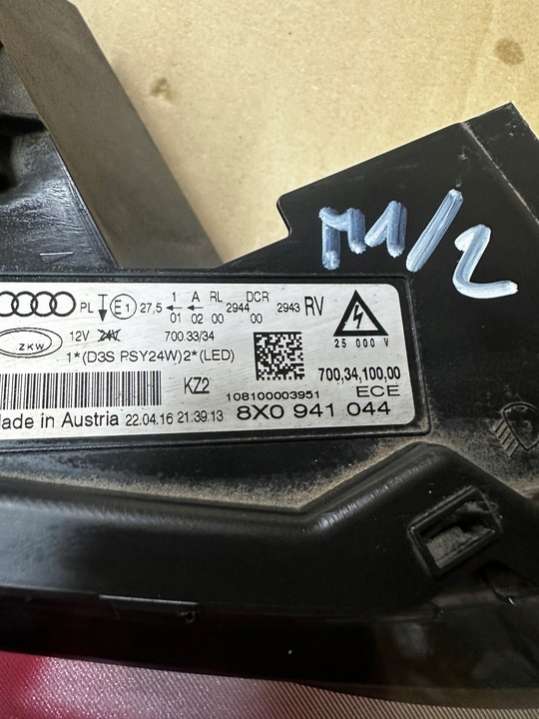 M1/2
PL E1 27,5 1 A RL DCR RV
01 02 00 2944 00 2943
12V 24V 700.33/34
ZKW
25 000 V
1*(D3S PSY24W)2*(LED)
KZ2
700,34,100,00
108100003951
ECE
Made in Austria 22.04.16 21:39.13 8X0 941 044